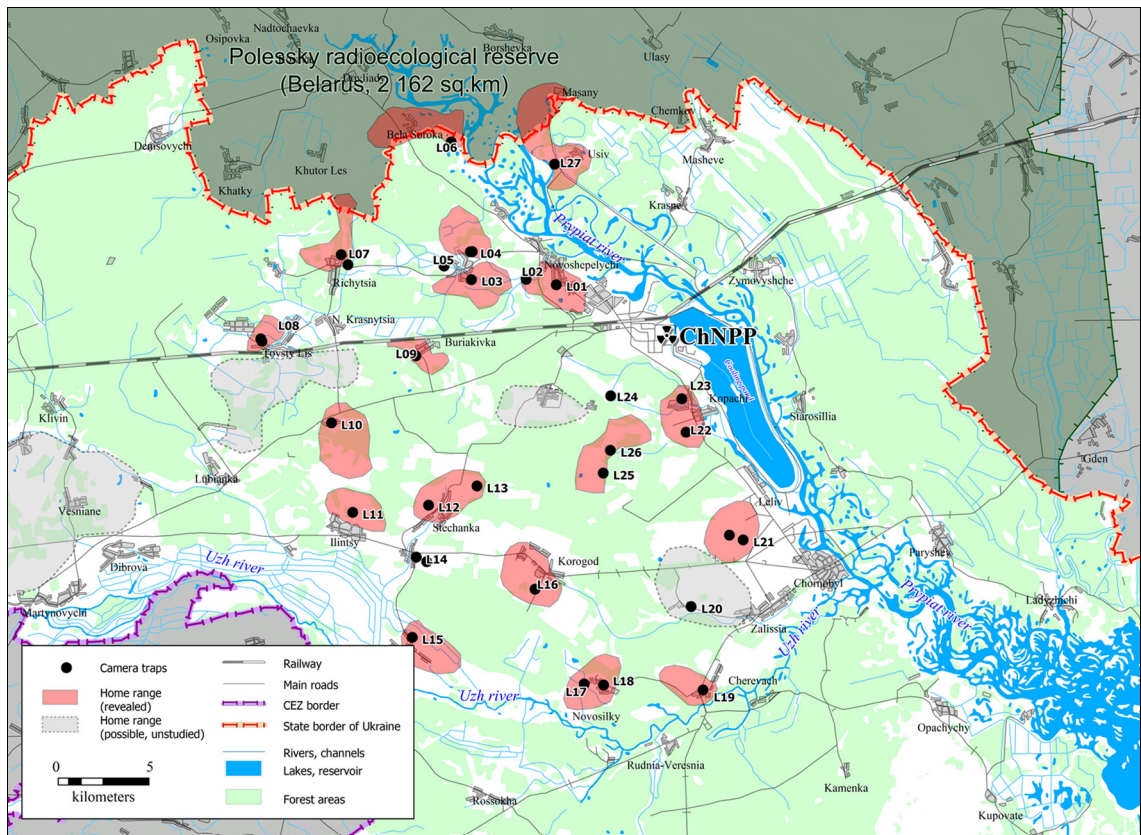 Nadtochaevka
Osipovka
Borshevka
Ulasy
Polessky radioecological reserve
Dovliady
(Belarus, 2 162 sq.km)
Masany
Chemkov
Bela Soroka
Denisovychi
L06
Usiv
Masheve
L27
Khutor Les
Khatky
Krasne
Prypiat river
L07
L04
L05
L02
Novoshepelychi
Zymovyshche
Richytsia
L03
L01
N. Krasnytsia
L08
ChNPP
Buriakivka
Tovsty Lis
L09
Cooling pond
L23
L24
Kopachi
Klivin
Starosillia
L10
L22
L26
Gden
L25
Lubianka
L13
Leliv
L12
Vesniane
L11
Stechanka
Ilintsy
L21
Uzh river
L14
Korogod
Paryshev
Dibrova
Chornobyl
L16
Prypiat river
Ladyzhichi
Martynovychi
L20
Zalissia
Uzh river
L15
Camera traps
Home range
(revealed)
Home range
(possible, unstudied)
0 5
kilometers
Railway
Main roads
CEZ border
State border of Ukraine
Rivers, channels
Lakes, reservoir
Forest areas
Cherevach
L17
L18
L19
Uzh river
Novosilky
Opachychy
Rudnia-Veresnia
Kamenka
Rossokha
Kupovate